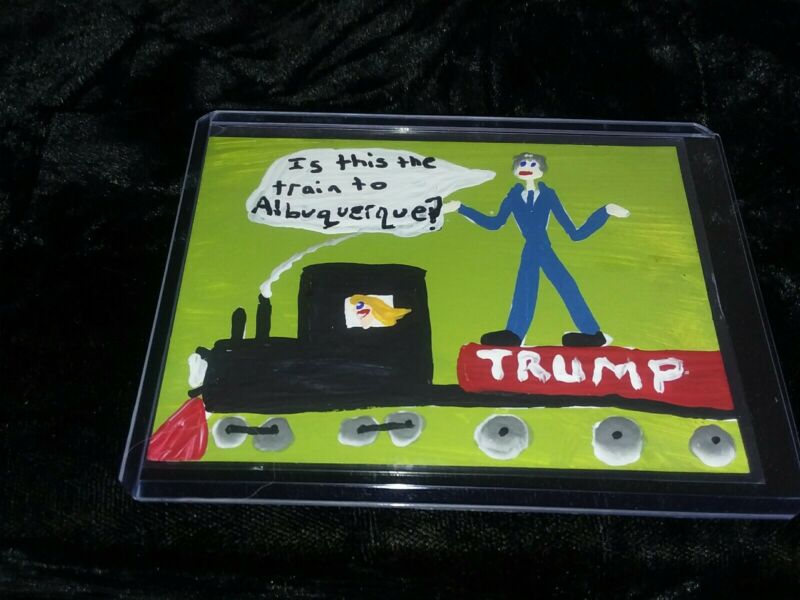 Is this the
train to
Albuquerque?
TRUMP